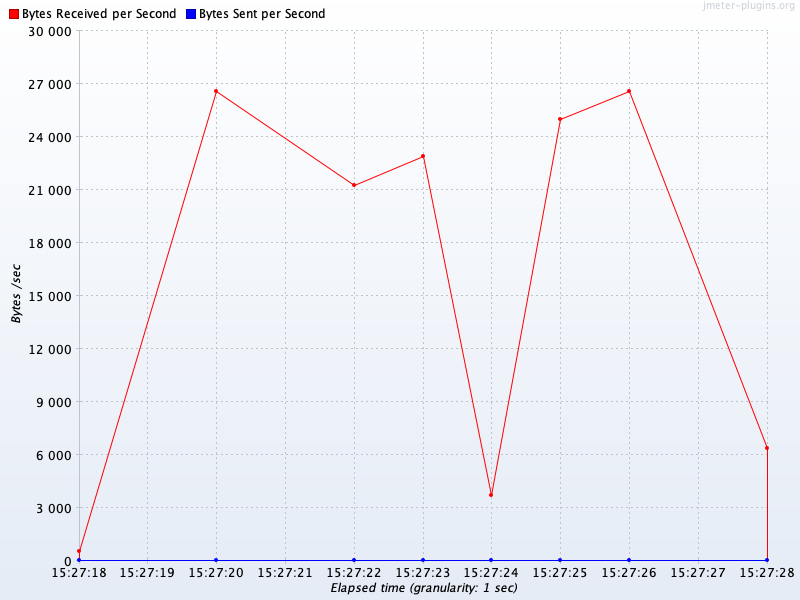 jmeter-plugins.org
Bytes Received per Second Bytes Sent per Second
30 000
27 000
24 000
21 000
18 000
15 000
12 000
9 000
6 000
3 000
0
Bytes /sec
15:27:18 15:27:19 15:27:20 15:27:21 15:27:22 15:27:23 15:27:24 15:27:25 15:27:26 15:27:27 15:27:28
Elapsed time (granularity: 1 sec)